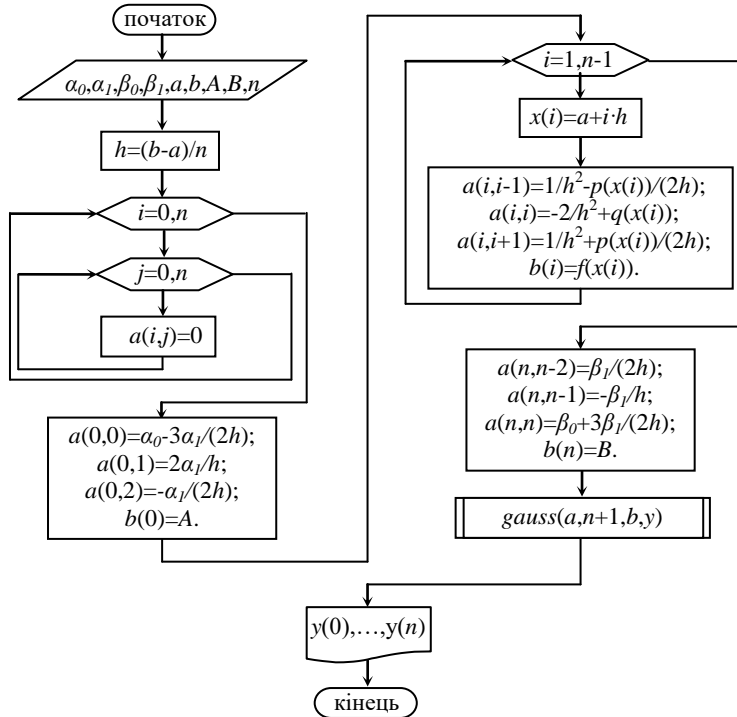 початок
α₀,α₁,β₀,β₁,a,b,A,B,n
h=(b-a)/n
i=0,n
j=0,n
a(i,j)=0
a(0,0)=α₀-3α₁/(2h);
a(0,1)=2α₁/h;
a(0,2)=-α₁/(2h);
b(0)=A.
i=1,n-1
x(i)=a+i·h
a(i,i-1)=1/h²-p(x(i))/(2h);
a(i,i)=-2/h²+q(x(i));
a(i,i+1)=1/h²+p(x(i))/(2h);
b(i)=f(x(i)).
a(n,n-2)=β₁/(2h);
a(n,n-1)=-β₁/h;
a(n,n)=β₀+3β₁/(2h);
b(n)=B.
gauss(a,n+1,b,y)
y(0),…,y(n)
кінець